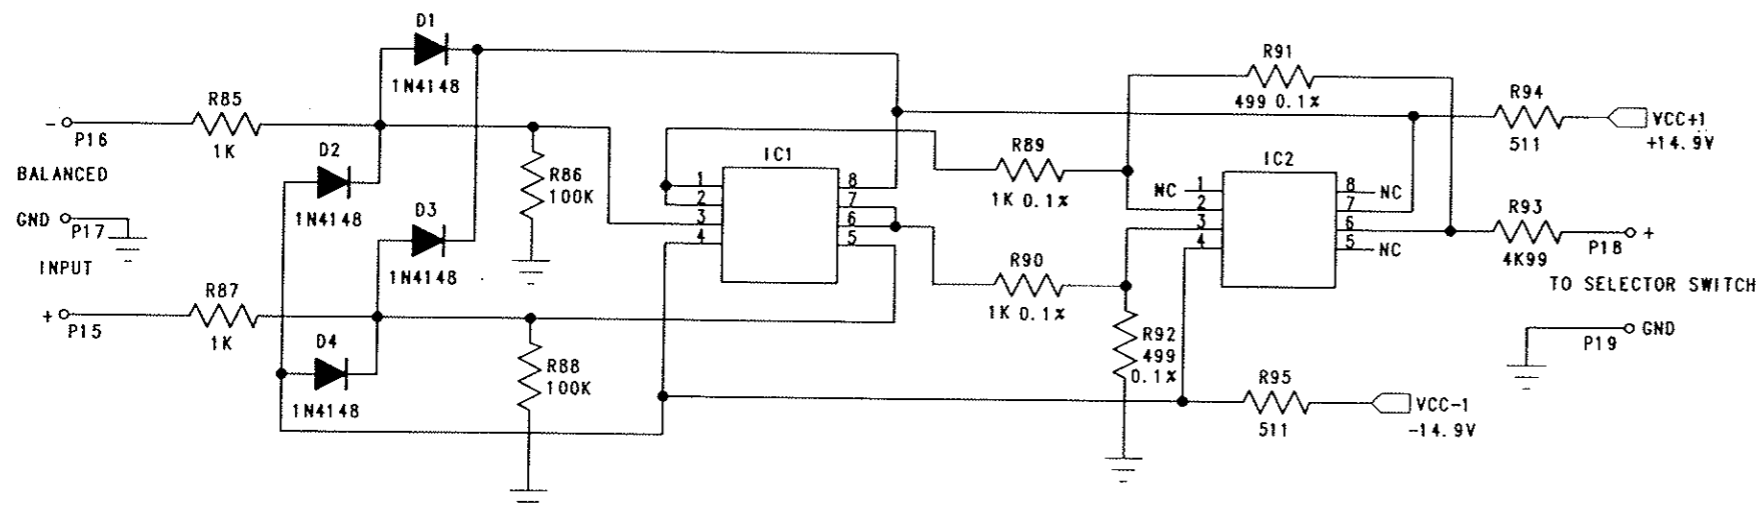 D1
1N4148
R85
1K
-
P16
BALANCED
D2
1N4148
GND
P17
INPUT
D3
1N4148
R87
1K
+
P15
D4
1N4148
R86
100K
R88
100K
IC1
1
2
3
4
8
7
6
5
R89
1K 0.1%
R90
1K 0.1%
R91
499 0.1%
IC2
NC
1
2
3
4
8
NC
7
6
5
NC
R92
499
0.1%
R94
511
VCC+1
+14.9V
R93
4K99
P18
+
TO SELECTOR SWITCH
GND
P19
R95
511
VCC-1
-14.9V